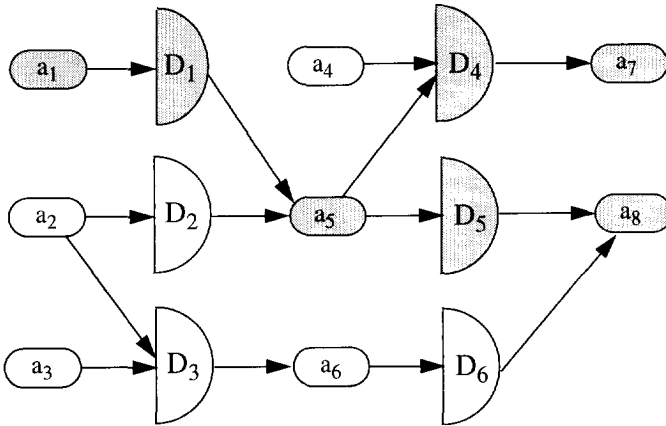 a₁ D₁ a₄ D₄ a₇
a₂ D₂ a₅ D₅ a₈
a₃ D₃ a₆ D₆